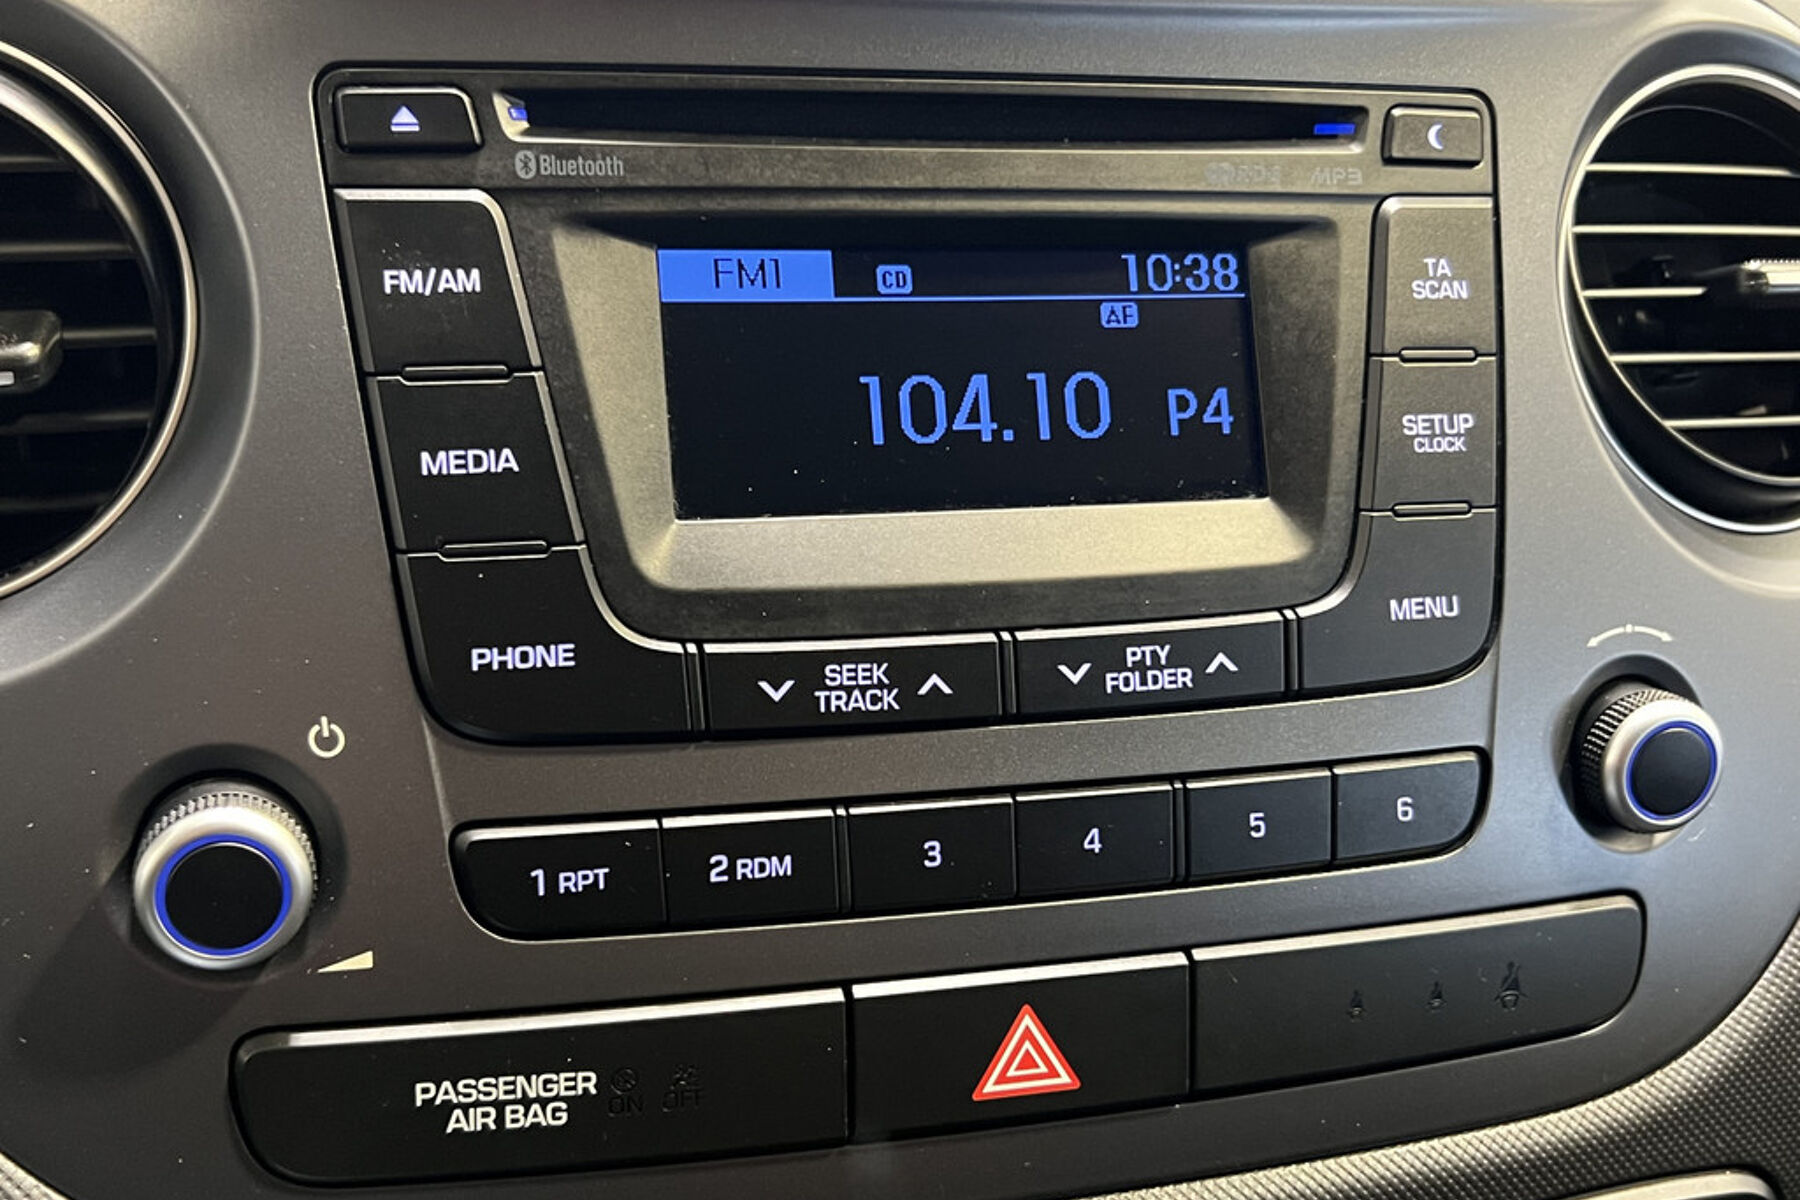 Bluetooth
MP3
FM/AM
MEDIA
PHONE
FM1
CD
10:38
AF
104.10 P4
TA
SCAN
SETUP
CLOCK
MENU
SEEK
TRACK
PTY
FOLDER
1 RPT
2 RDM
3
4
5
6
PASSENGER
AIR BAG
ON
OFF